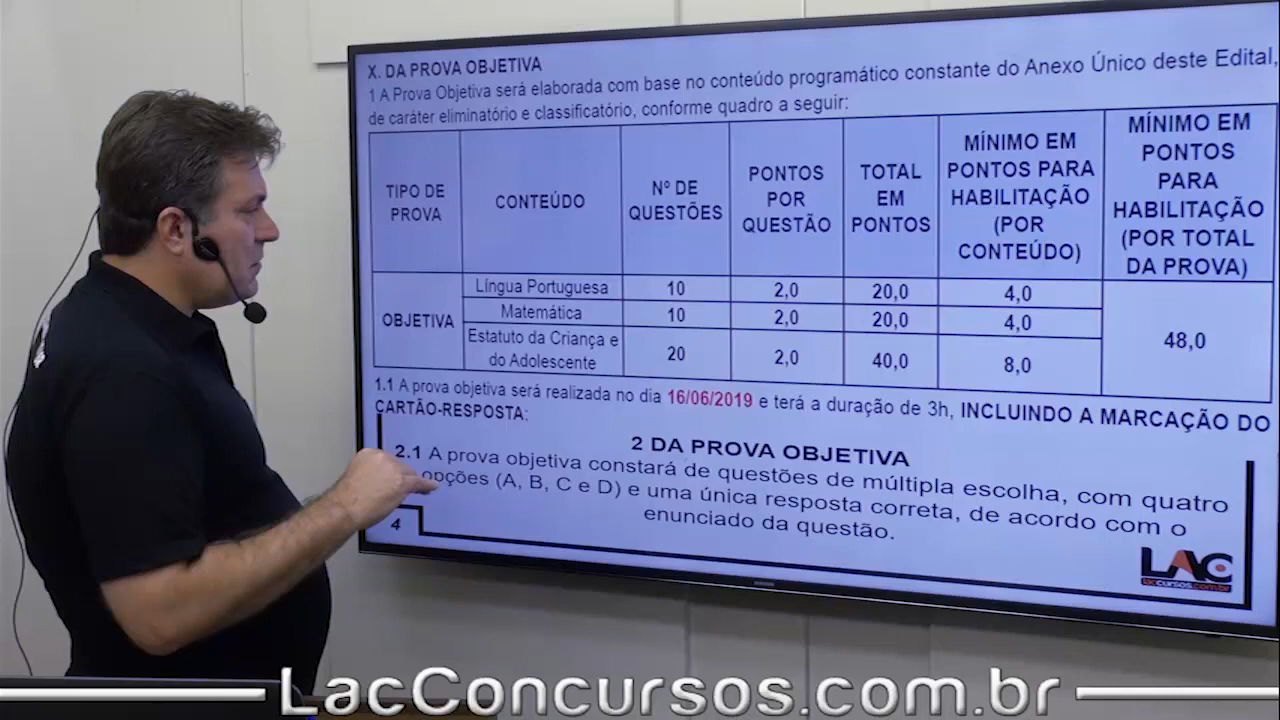 X. DA PROVA OBJETIVA
1 A Prova Objetiva será elaborada com base no conteúdo programático constante do Anexo Único deste Edital,
de caráter eliminatório e classificatório, conforme quadro a seguir:
TIPO DE PROVA
CONTEÚDO
Nº DE QUESTÕES
PONTOS POR QUESTÃO
TOTAL EM PONTOS
MÍNIMO EM PONTOS PARA HABILITAÇÃO (POR CONTEÚDO)
MÍNIMO EM PONTOS PARA HABILITAÇÃO (POR TOTAL DA PROVA)
OBJETIVA
Língua Portuguesa 10 2,0 20,0 4,0
Matemática 10 2,0 20,0 4,0
Estatuto da Criança e do Adolescente 20 2,0 40,0 8,0
48,0
1.1 A prova objetiva será realizada no dia 16/06/2019 e terá a duração de 3h, INCLUINDO A MARCAÇÃO DO
CARTÃO-RESPOSTA:
2 DA PROVA OBJETIVA
2.1 A prova objetiva constará de questões de múltipla escolha, com quatro
opções (A, B, C e D) e uma única resposta correta, de acordo com o
enunciado da questão.
4
LAC
laccursos.com.br
LacConcursos.com.br